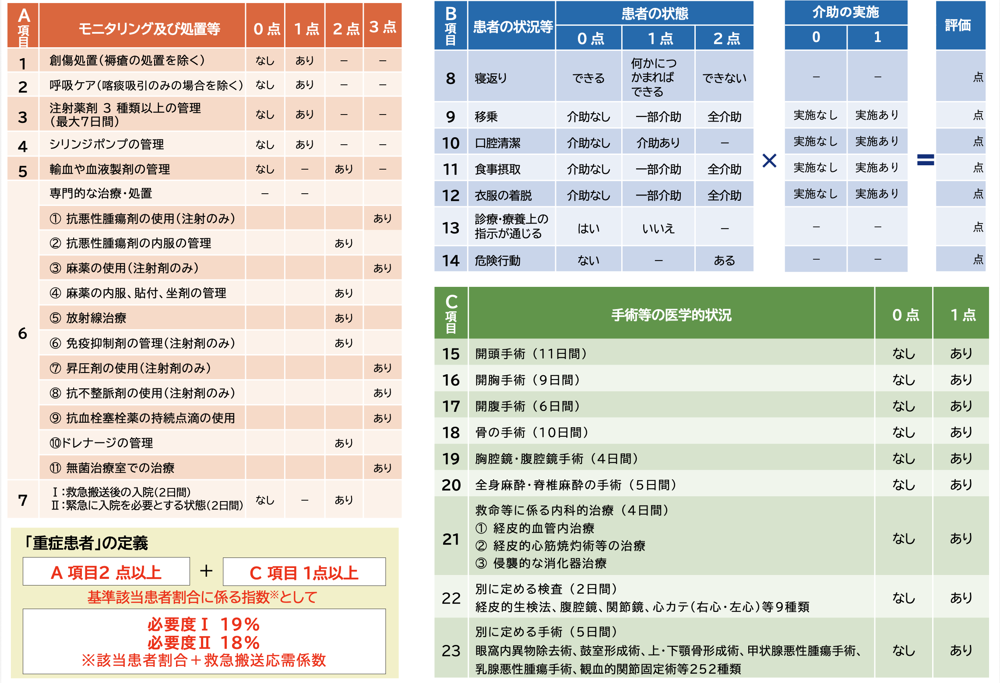 A項目 モニタリング及び処置等 0点 1点 2点 3点
1 創傷処置（褥瘡の処置を除く） なし あり － －
2 呼吸ケア（喀痰吸引のみの場合を除く） なし あり － －
3 注射薬剤 3 種類以上の管理
（最大7日間） なし あり － －
4 シリンジポンプの管理 なし あり － －
5 輸血や血液製剤の管理 なし － あり －
6 専門的な治療・処置 － －
① 抗悪性腫瘍剤の使用（注射のみ） あり
② 抗悪性腫瘍剤の内服の管理 あり
③ 麻薬の使用（注射剤のみ） あり
④ 麻薬の内服、貼付、坐剤の管理 あり
⑤ 放射線治療 あり
⑥ 免疫抑制剤の管理（注射剤のみ） あり
⑦ 昇圧剤の使用（注射剤のみ） あり
⑧ 抗不整脈剤の使用（注射剤のみ） あり
⑨ 抗血栓塞栓薬の持続点滴の使用 あり
⑩ドレナージの管理 あり
⑪ 無菌治療室での治療 あり
7 Ⅰ：救急搬送後の入院（2日間）
Ⅱ：緊急に入院を必要とする状態（2日間） なし － あり
「重症患者」の定義
A 項目2 点以上 ＋ C 項目 1点以上
基準該当患者割合に係る指数※として
必要度Ⅰ 19%
必要度Ⅱ 18%
※該当患者割合＋救急搬送応需係数
B項目 患者の状況等 患者の状態 介助の実施 評価
0点 1点 2点 0 1
8 寝返り できる 何かにつ
かまれば
できる できない － － 点
9 移乗 介助なし 一部介助 全介助 実施なし 実施あり 点
10 口腔清潔 介助なし 介助あり － 実施なし 実施あり 点
× =
11 食事摂取 介助なし 一部介助 全介助 実施なし 実施あり 点
12 衣服の着脱 介助なし 一部介助 全介助 実施なし 実施あり 点
13 診療・療養上の
指示が通じる はい いいえ － － － 点
14 危険行動 ない － ある － － 点
C項目 手術等の医学的状況 0点 1点
15 開頭手術（11日間） なし あり
16 開胸手術（9日間） なし あり
17 開腹手術（6日間） なし あり
18 骨の手術（10日間） なし あり
19 胸腔鏡・腹腔鏡手術（4日間） なし あり
20 全身麻酔・脊椎麻酔の手術（5日間） なし あり
21 救命等に係る内科的治療（4日間）
① 経皮的血管内治療
② 経皮的心筋焼灼術等の治療
③ 侵襲的な消化器治療 なし あり
22 別に定める検査（2日間）
経皮的生検法、腹腔鏡、関節鏡、心カテ（右心・左心）等9種類 なし あり
23 別に定める手術（5日間）
眼窩内異物除去術、鼓室形成術、上・下顎骨形成術、甲状腺悪性腫瘍手術、
乳腺悪性腫瘍手術、観血的関節固定術等252種類 なし あり